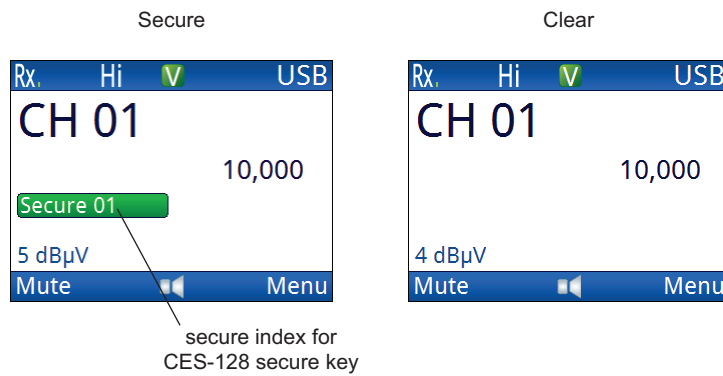 Secure
Clear
Rx Hi V USB
CH 01
10,000
Secure 01
5 dBµV
Mute Menu
Rx Hi V USB
CH 01
10,000
4 dBµV
Mute Menu
secure index for
CES-128 secure key